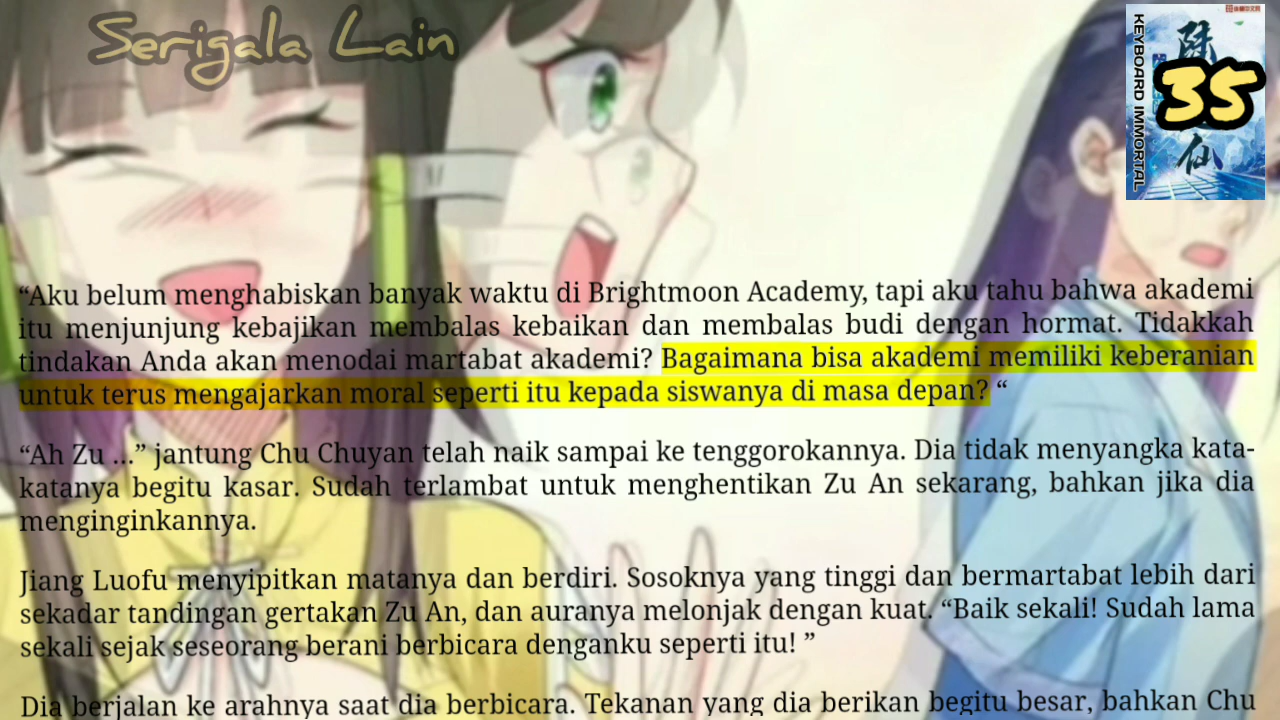 Serigala Lain
KEYBOARD IMMORTAL
35
仙
“Aku belum menghabiskan banyak waktu di Brightmoon Academy, tapi aku tahu bahwa akademi
itu menjunjung kebajikan membalas kebaikan dan membalas budi dengan hormat. Tidakkah
tindakan Anda akan menodai martabat akademi? Bagaimana bisa akademi memiliki keberanian
untuk terus mengajarkan moral seperti itu kepada siswanya di masa depan? “
“Ah Zu ...” jantung Chu Chuyan telah naik sampai ke tenggorokannya. Dia tidak menyangka kata-
katanya begitu kasar. Sudah terlambat untuk menghentikan Zu An sekarang, bahkan jika dia
menginginkannya.
Jiang Luofu menyipitkan matanya dan berdiri. Sosoknya yang tinggi dan bermartabat lebih dari
sekadar tandingan gertakan Zu An, dan auranya melonjak dengan kuat. “Baik sekali! Sudah lama
sekali sejak seseorang berani berbicara denganku seperti itu! ”
Dia berjalan ke arahnya saat dia berbicara. Tekanan yang dia berikan begitu besar, bahkan Chu